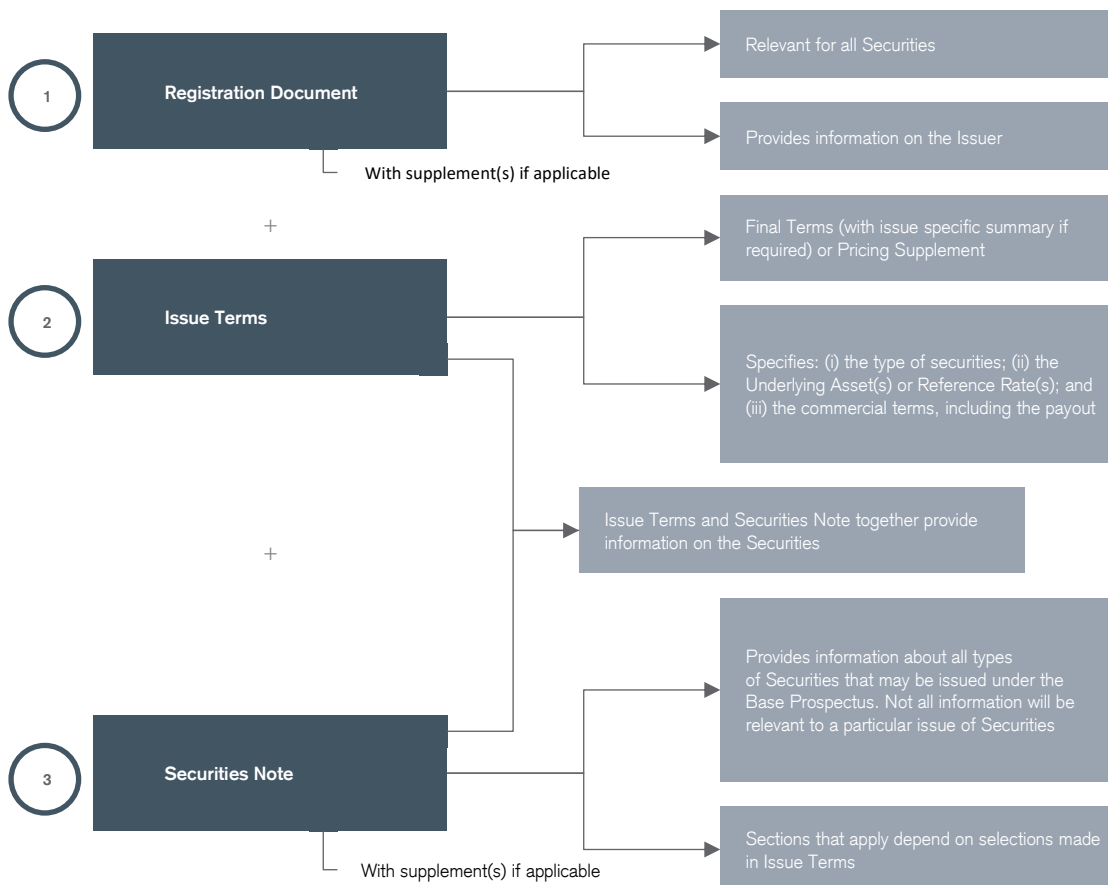 1
Registration Document
With supplement(s) if applicable
Relevant for all Securities
Provides information on the Issuer
+
2
Issue Terms
Final Terms (with issue specific summary if
required) or Pricing Supplement
Specifies: (i) the type of securities; (ii) the
Underlying Asset(s) or Reference Rate(s); and
(iii) the commercial terms, including the payout
Issue Terms and Securities Note together provide
information on the Securities
+
3
Securities Note
With supplement(s) if applicable
Provides information about all types
of Securities that may be issued under the
Base Prospectus. Not all information will be
relevant to a particular issue of Securities
Sections that apply depend on selections made
in Issue Terms